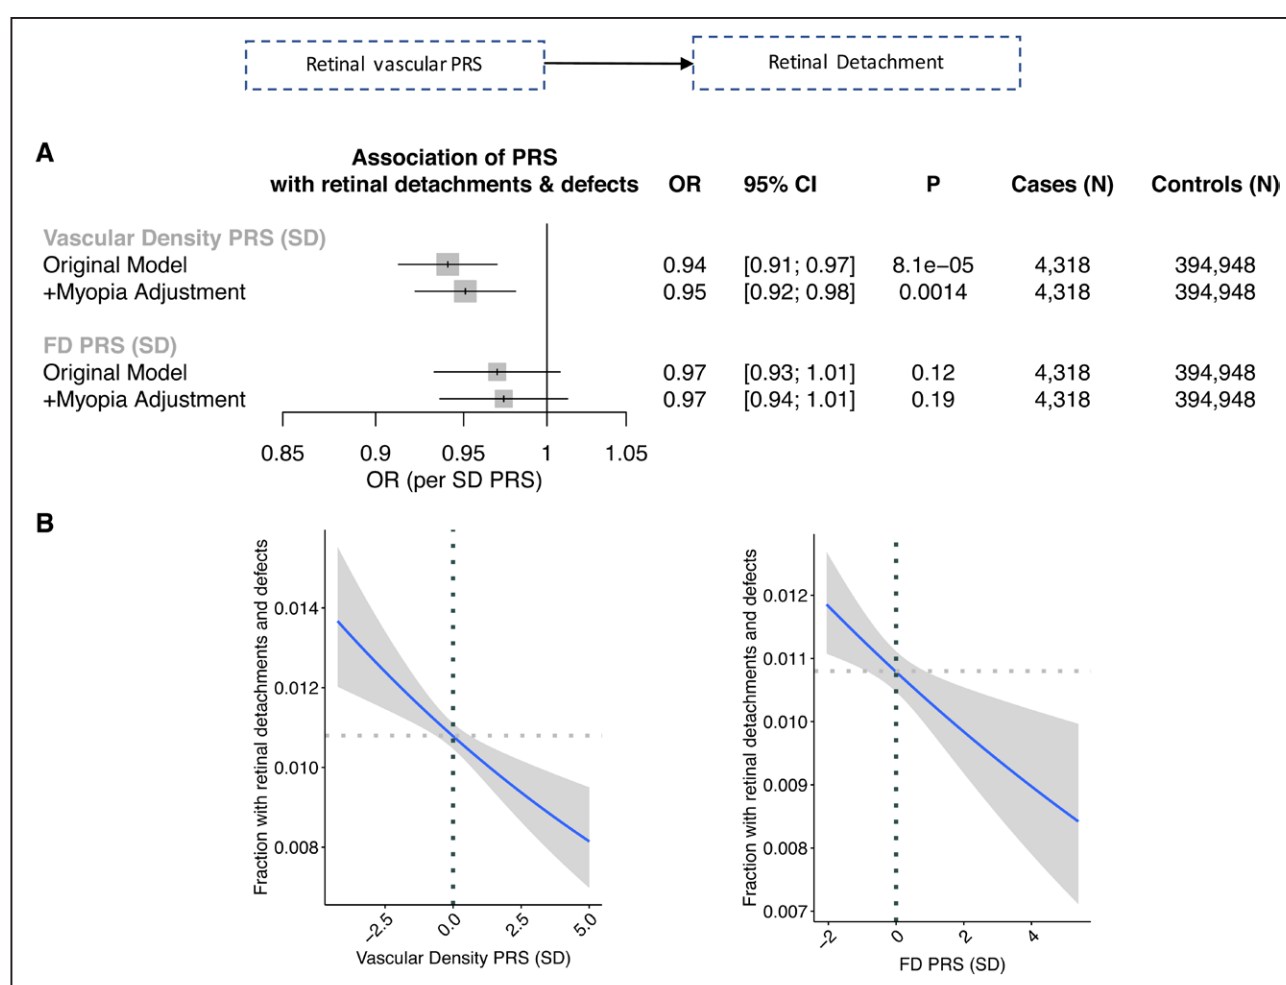 Retinal vascular PRS
Retinal Detachment
A
Association of PRS
with retinal detachments & defects OR 95% CI P Cases (N) Controls (N)
Vascular Density PRS (SD)
Original Model 0.94 [0.91; 0.97] 8.1e−05 4,318 394,948
+Myopia Adjustment 0.95 [0.92; 0.98] 0.0014 4,318 394,948
FD PRS (SD)
Original Model 0.97 [0.93; 1.01] 0.12 4,318 394,948
+Myopia Adjustment 0.97 [0.94; 1.01] 0.19 4,318 394,948
0.85 0.9 0.95 1 1.05
OR (per SD PRS)
B
Fraction with retinal detachments and defects
0.014
0.012
0.010
0.008
−2.5 0.0 2.5 5.0
Vascular Density PRS (SD)
Fraction with retinal detachments and defects
0.012
0.011
0.010
0.009
0.008
0.007
−2 0 2 4
FD PRS (SD)